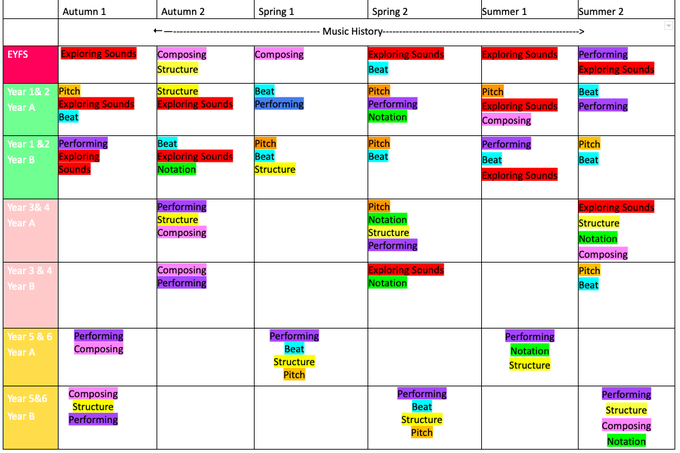 Autumn 1 Autumn 2 Spring 1 Spring 2 Summer 1 Summer 2
←—----------------------------------------- Music History------------------------------------------------------>
EYFS Exploring Sounds Composing Composing Exploring Sounds Exploring Sounds Performing
Structure Beat Exploring Sounds
Year 1& 2 Pitch Structure Beat Pitch Pitch Beat
Year A Exploring Sounds Exploring Sounds Performing Performing Exploring Sounds Performing
Beat Notation Composing
Year 1 &2 Performing Beat Pitch Pitch Performing Pitch
Year B Exploring Exploring Sounds Beat Beat Beat Beat
Sounds Notation Structure Exploring Sounds
Year 3& 4 Performing Pitch Exploring Sounds
Year A Structure Notation Structure
Composing Structure Notation
Performing Composing
Year 3 & 4 Composing Exploring Sounds Pitch
Year B Performing Notation Beat
Year 5 & 6 Performing Performing Performing
Year A Composing Beat Notation
Structure Structure
Pitch
Year 5&6 Composing Performing Performing
Year B Structure Beat Structure
Performing Structure Composing
Pitch Notation